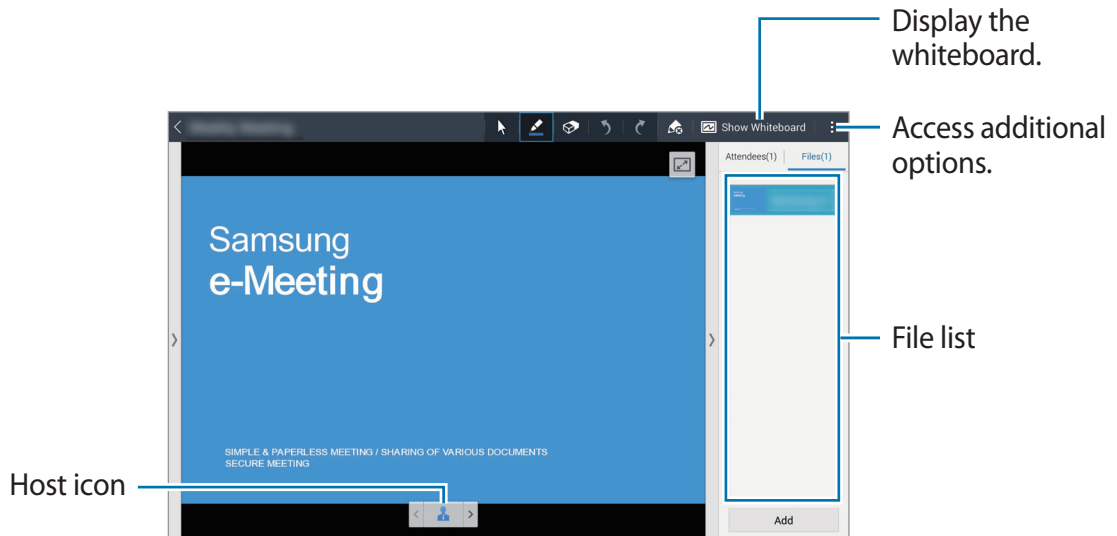 Display the
whiteboard.
Show Whiteboard
Access additional
options.
Attendees(1)
Files(1)
Samsung
e-Meeting
File list
SIMPLE & PAPERLESS MEETING / SHARING OF VARIOUS DOCUMENTS
SECURE MEETING
Host icon
Add